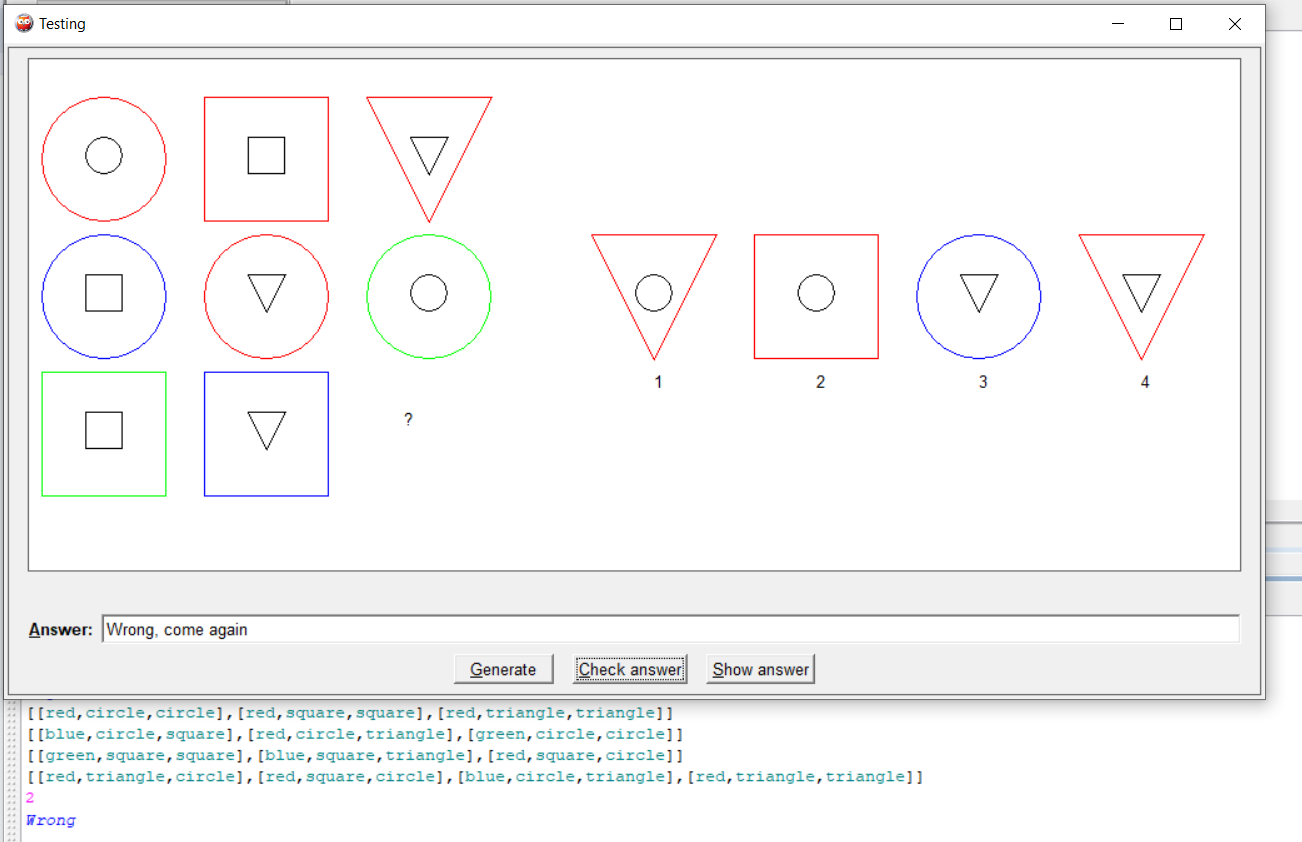 Testing
1 2 3 4
?
Answer: Wrong, come again
Generate Check answer Show answer
[[red,circle,circle],[red,square,square],[red,triangle,triangle]]
[[blue,circle,square],[red,circle,triangle],[green,circle,circle]]
[[green,square,square],[blue,square,triangle],[red,square,circle]]
[[red,triangle,circle],[red,square,circle],[blue,circle,triangle],[red,triangle,triangle]]
2
Wrong